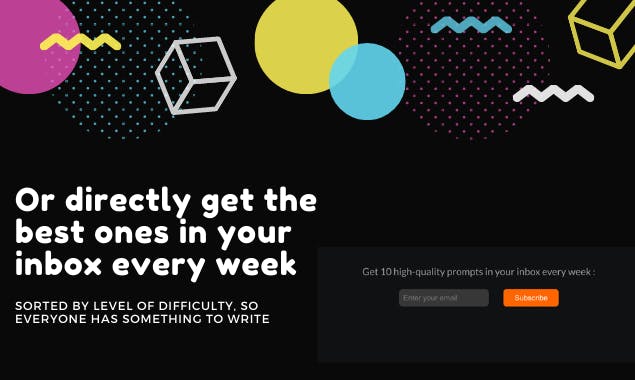 Or directly get the
best ones in your
inbox every week
SORTED BY LEVEL OF DIFFICULTY, SO
EVERYONE HAS SOMETHING TO WRITE
Get 10 high-quality prompts in your inbox every week :
Enter your email
Subscribe